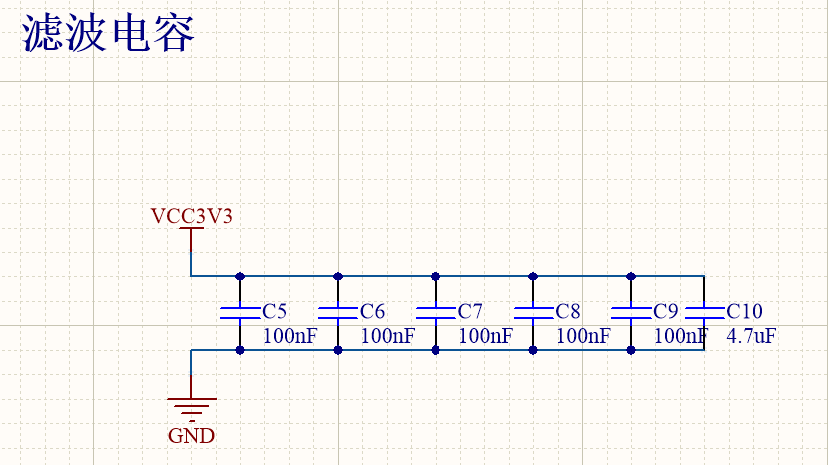 滤波电容
VCC3V3
C5 C6 C7 C8 C9 C10
100nF 100nF 100nF 100nF 100nF 4.7uF
GND